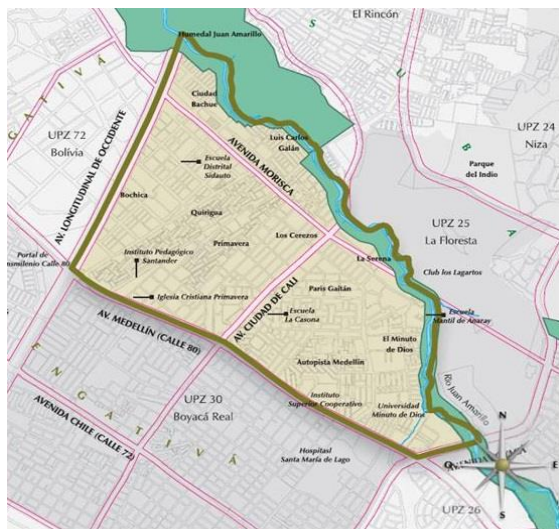 El Rincón
S U B A
Humedal Juan Amarillo
E N G A T I V Á
UPZ 72
Bolívia
AV. LONGITUDINAL DE OCCIDENTE
Ciudad
Bachue
Luis Carlos
Galán
AVENIDA MORISCA
UPZ 24
Niza
Parque
del Indio
Escuela
Distrital
Sidauto
Bochica
Quirigua
Primavera
Los Cerezos
UPZ 25
La Floresta
Portal de
Transmilenio Calle 80
Instituto Pedagógico
Santander
La Serena
Club los Lagartos
Paris Gaitán
Iglesia Cristiana Primavera
AV. CIUDAD DE CALI
Escuela
La Casona
Escuela
AV. MEDELLÍN (CALLE 80)
El Minuto
de Dios
Autopista Medellín
Río Juan Amarillo
E N G A T I V Á
UPZ 30
Boyacá Real
Instituto
Superior Cooperativo
Universidad
Minuto de Dios
AVENIDA CHILE (CALLE 72)
Hospitasl
Santa María de Lago
N
O
E
S
UPZ 26